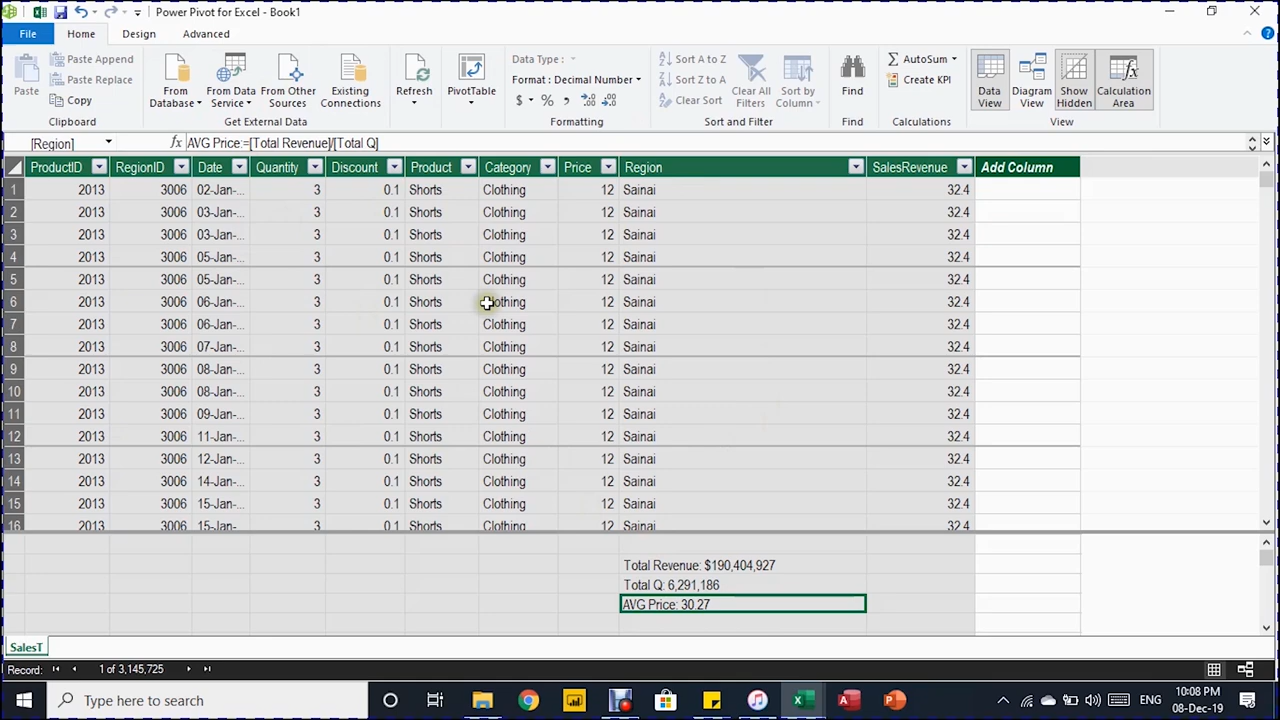 Power Pivot for Excel - Book1
File Home Design Advanced
Paste
Paste Append
Paste Replace
Copy
Clipboard
From Database
From Data Service
From Other Sources
Existing Connections
Get External Data
Refresh
PivotTable
Data Type :
Format : Decimal Number
$ % ,
Formatting
Sort A to Z
Sort Z to A
Clear Sort
Clear All Filters
Sort by Column
Sort and Filter
Find
Find
AutoSum
Create KPI
Calculations
Data View
Diagram View
Show Hidden
Calculation Area
View
[Region] fx AVG Price:=[Total Revenue]/[Total Q]
ProductID RegionID Date Quantity Discount Product Category Price Region SalesRevenue Add Column
1 2013 3006 02-Jan-... 3 0.1 Shorts Clothing 12 Sainai 32.4
2 2013 3006 03-Jan-... 3 0.1 Shorts Clothing 12 Sainai 32.4
3 2013 3006 03-Jan-... 3 0.1 Shorts Clothing 12 Sainai 32.4
4 2013 3006 05-Jan-... 3 0.1 Shorts Clothing 12 Sainai 32.4
5 2013 3006 05-Jan-... 3 0.1 Shorts Clothing 12 Sainai 32.4
6 2013 3006 06-Jan-... 3 0.1 Shorts Clothing 12 Sainai 32.4
7 2013 3006 06-Jan-... 3 0.1 Shorts Clothing 12 Sainai 32.4
8 2013 3006 07-Jan-... 3 0.1 Shorts Clothing 12 Sainai 32.4
9 2013 3006 08-Jan-... 3 0.1 Shorts Clothing 12 Sainai 32.4
10 2013 3006 08-Jan-... 3 0.1 Shorts Clothing 12 Sainai 32.4
11 2013 3006 09-Jan-... 3 0.1 Shorts Clothing 12 Sainai 32.4
12 2013 3006 11-Jan-... 3 0.1 Shorts Clothing 12 Sainai 32.4
13 2013 3006 12-Jan-... 3 0.1 Shorts Clothing 12 Sainai 32.4
14 2013 3006 14-Jan-... 3 0.1 Shorts Clothing 12 Sainai 32.4
15 2013 3006 15-Jan-... 3 0.1 Shorts Clothing 12 Sainai 32.4
16 2013 3006 15-Jan-... 3 0.1 Shorts Clothing 12 Sainai 32.4
Total Revenue: $190,404,927
Total Q: 6,291,186
AVG Price: 30.27
SalesT
Record: 1 of 3,145,725
Type here to search
ENG
10:08 PM
08-Dec-19